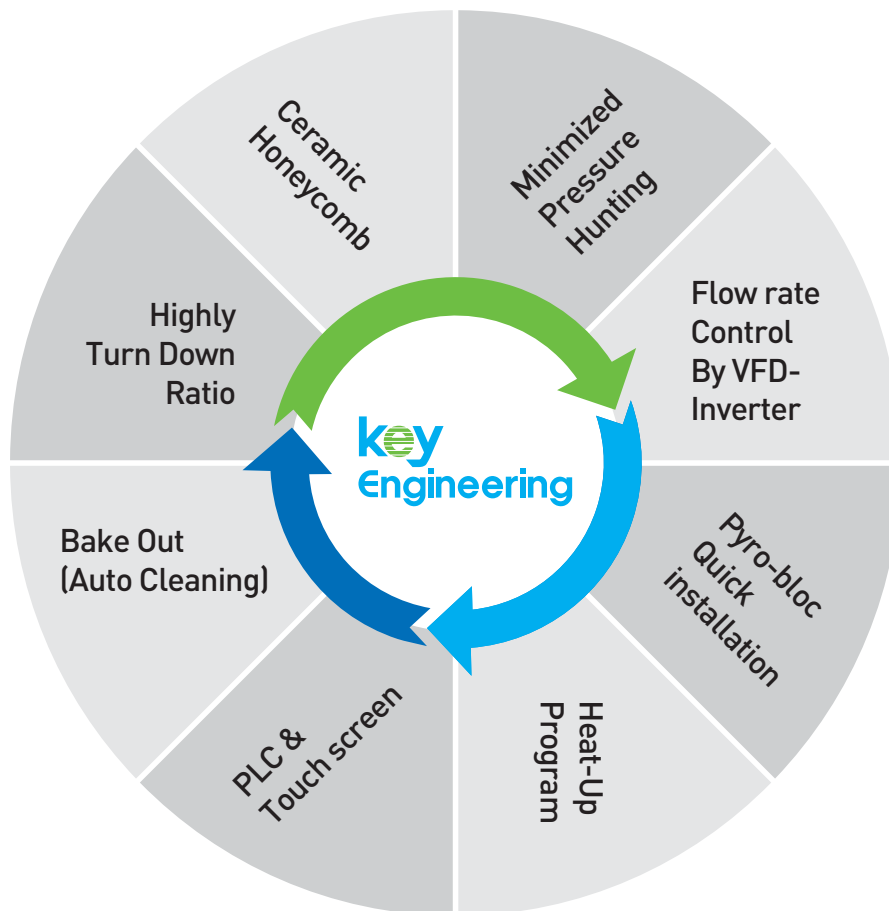 Ceramic
Honeycomb
Minimized
Pressure
Hunting
Flow rate
Control
By VFD-
Inverter
Pyro-bloc
Quick
installation
Heat-Up
Program
PLC &
Touch screen
Bake Out
(Auto Cleaning)
Highly
Turn Down
Ratio
key
Engineering